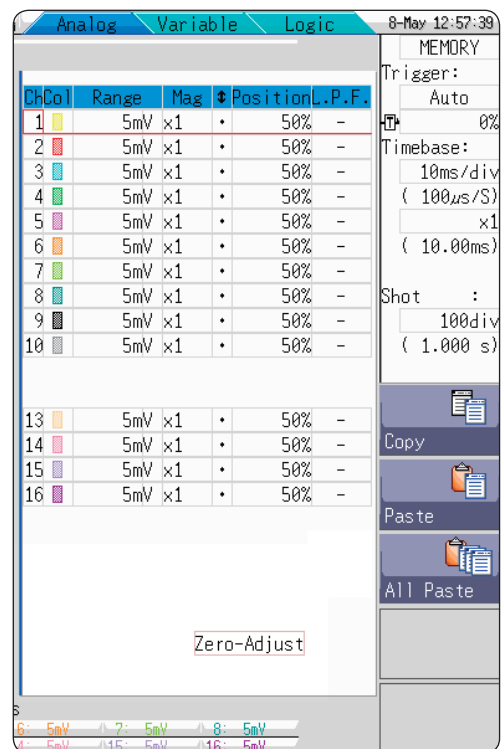 Analog Variable Logic
Ch Col Range Mag ↕ Position L.P.F.
1 5mV x1 • 50% -
2 5mV x1 • 50% -
3 5mV x1 • 50% -
4 5mV x1 • 50% -
5 5mV x1 • 50% -
6 5mV x1 • 50% -
7 5mV x1 • 50% -
8 5mV x1 • 50% -
9 5mV x1 • 50% -
10 5mV x1 • 50% -
13 5mV x1 • 50% -
14 5mV x1 • 50% -
15 5mV x1 • 50% -
16 5mV x1 • 50% -
Zero-Adjust
s
6: 5mV 7: 5mV 8: 5mV
4: 5mV 15: 5mV 16: 5mV
8-May 12:57:39
MEMORY
Trigger:
Auto
T 0%
Timebase:
10ms/div
( 100µs/S)
x1
( 10.00ms)
Shot :
100div
( 1.000 s)
Copy
Paste
All Paste